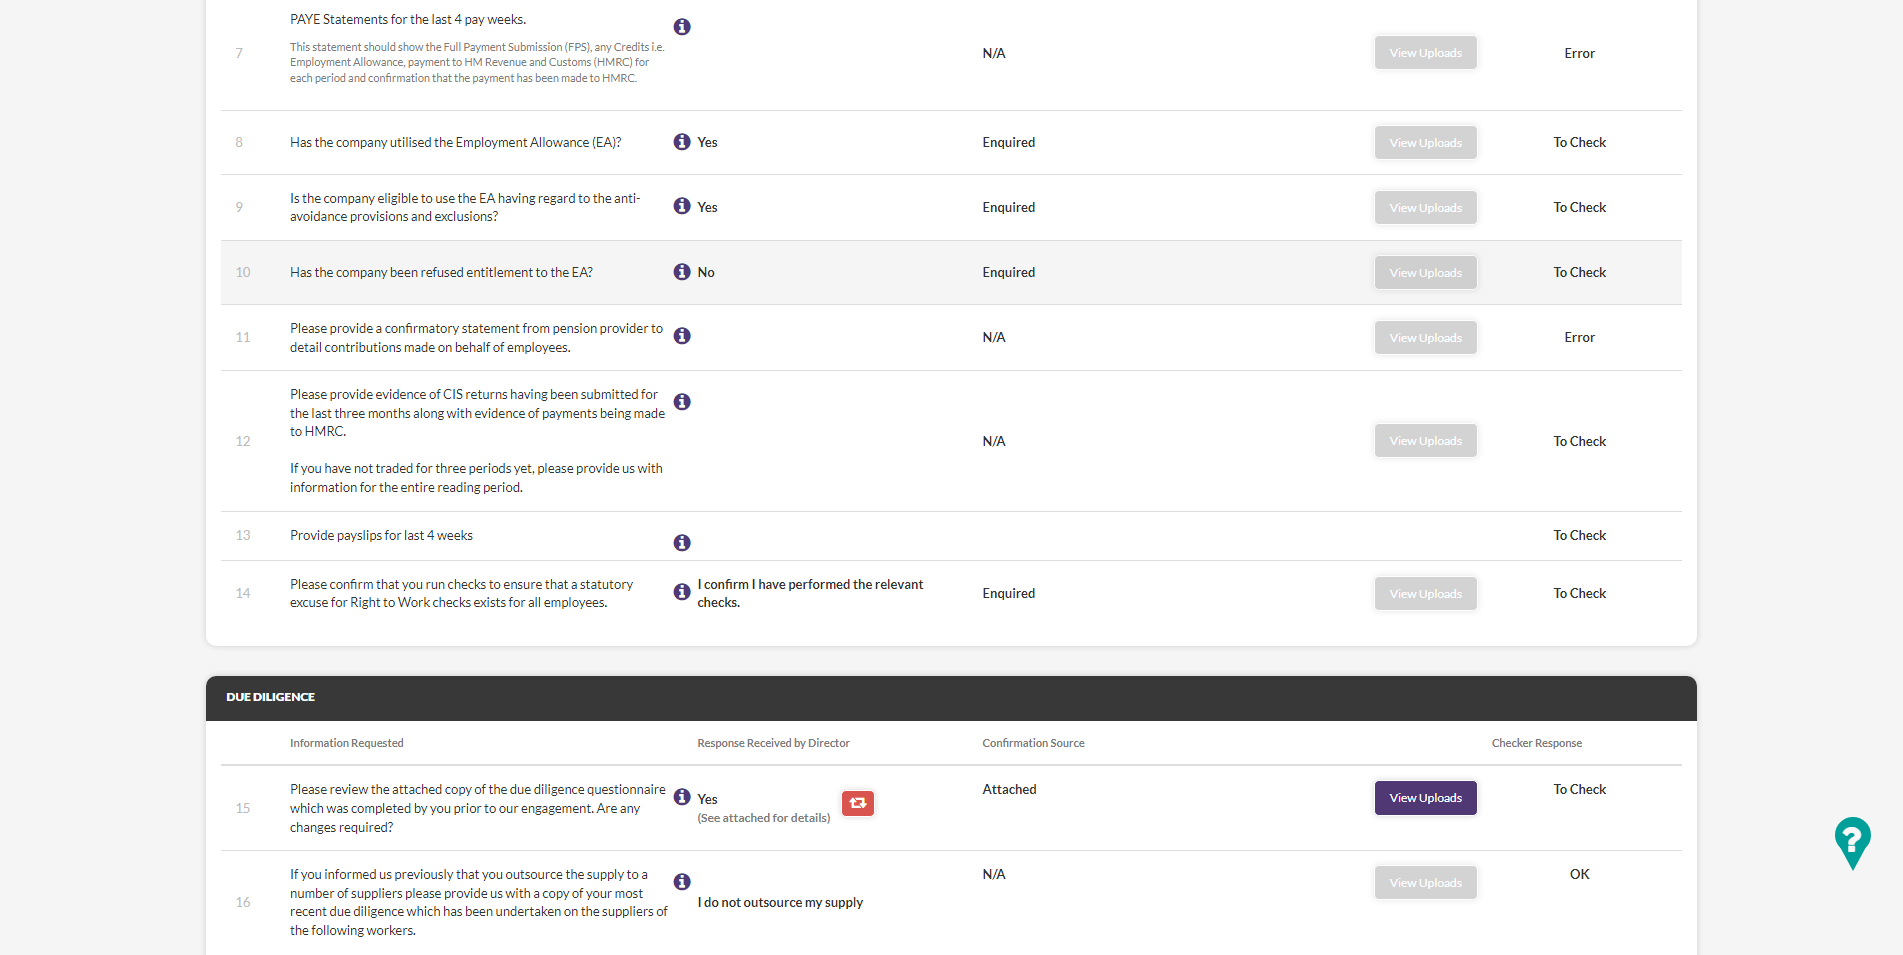 PAYE Statements for the last 4 pay weeks.
7 This statement should show the Full Payment Submission (FPS), any Credits i.e. N/A View Uploads Error
Employment Allowance, payment to HM Revenue and Customs (HMRC) for
each period and confirmation that the payment has been made to HMRC.
8 Has the company utilised the Employment Allowance (EA)? Yes Enquired View Uploads To Check
9 Is the company eligible to use the EA having regard to the anti- Yes Enquired View Uploads To Check
avoidance provisions and exclusions?
10 Has the company been refused entitlement to the EA? No Enquired View Uploads To Check
11 Please provide a confirmatory statement from pension provider to N/A View Uploads Error
detail contributions made on behalf of employees.
Please provide evidence of CIS returns having been submitted for
the last three months along with evidence of payments being made
to HMRC.
12 N/A View Uploads To Check
If you have not traded for three periods yet, please provide us with
information for the entire reading period.
13 Provide payslips for last 4 weeks To Check
14 Please confirm that you run checks to ensure that a statutory I confirm I have performed the relevant Enquired View Uploads To Check
excuse for Right to Work checks exists for all employees. checks.
DUE DILIGENCE
Information Requested Response Received by Director Confirmation Source Checker Response
Please review the attached copy of the due diligence questionnaire Yes Attached View Uploads To Check
15 which was completed by you prior to our engagement. Are any (See attached for details)
changes required?
If you informed us previously that you outsource the supply to a N/A View Uploads OK
number of suppliers please provide us with a copy of your most
16 recent due diligence which has been undertaken on the suppliers of I do not outsource my supply
the following workers.